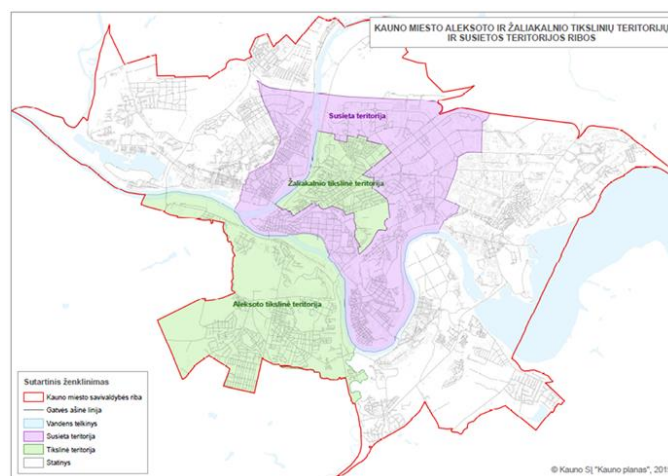 KAUNO MIESTO ALEKSOTO IR ŽALIAKALNIO TIKSLINIŲ TERITORIJŲ
IR SUSIETOS TERITORIJOS RIBOS
Susieta teritorija
Žaliakalnio tikslinė teritorija
Aleksoto tikslinė teritorija
Sutartinis ženklinimas
Kauno miesto savivaldybės riba
Gatvės ašinė linija
Vandens telkinys
Susieta teritorija
Tikslinė teritorija
Statinys
© Kauno SĮ "Kauno planas",